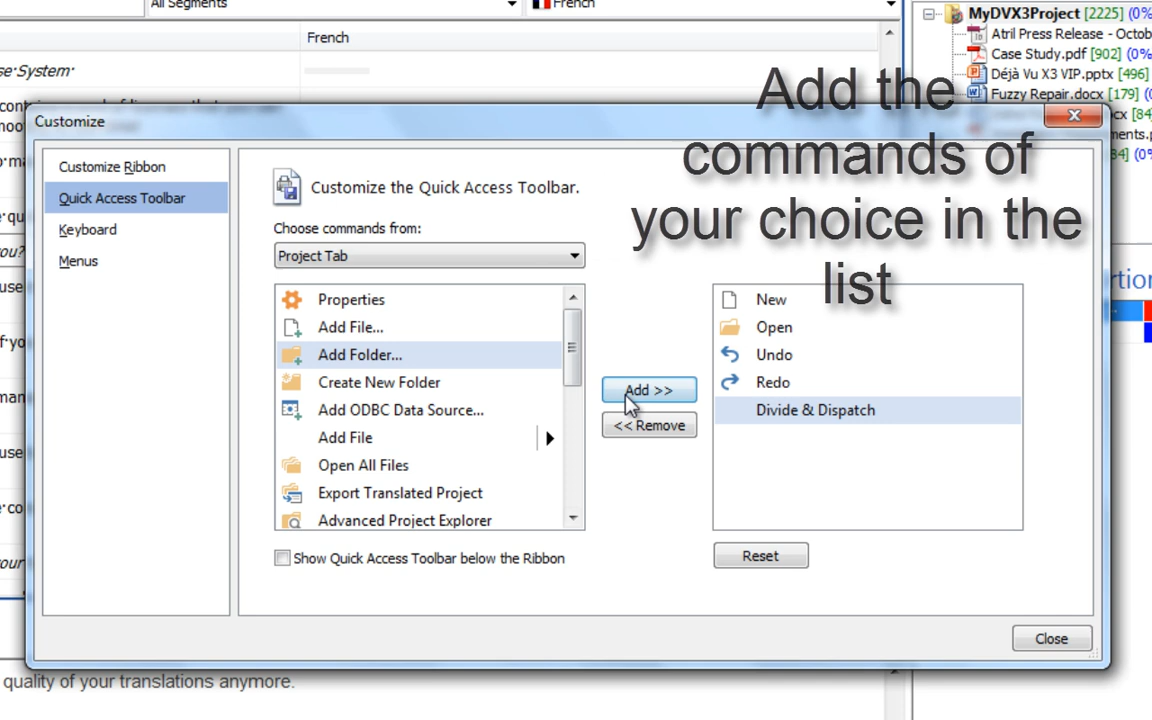 All Segments
French
MyDVX3Project [2225] (0%
French
Atril Press Release - Octob
se·System·
Case Study.pdf [902] (0%
Déjà Vu X3 VIP.pptx [496]
Fuzzy Repair.docx [179] (0
Add the
commands of
your choice in the
list
Customize
Customize Ribbon
Quick Access Toolbar
Keyboard
Menus
Customize the Quick Access Toolbar.
Choose commands from:
Project Tab
Properties
Add File...
Add Folder...
Create New Folder
Add ODBC Data Source...
Add File
Open All Files
Export Translated Project
Advanced Project Explorer
Add >>
<< Remove
New
Open
Undo
Redo
Divide & Dispatch
Show Quick Access Toolbar below the Ribbon
Reset
Close
quality of your translations anymore.